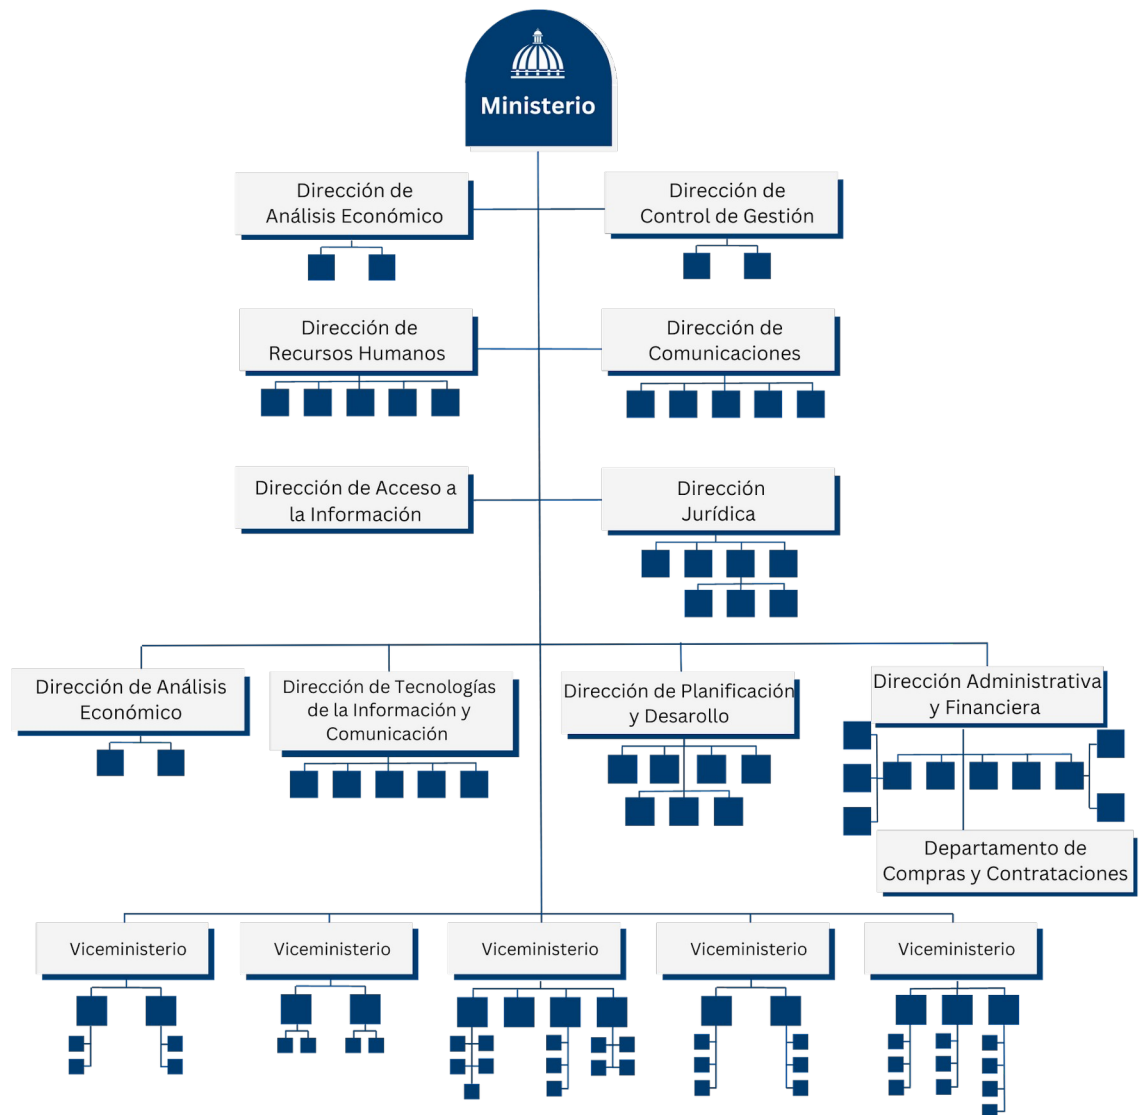 Ministerio
Dirección de
Análisis Económico
Dirección de
Control de Gestión
Dirección de
Recursos Humanos
Dirección de
Comunicaciones
Dirección de Acceso a
la Información
Dirección
Jurídica
Dirección de Análisis
Económico
Dirección de Tecnologías
de la Información y
Comunicación
Dirección de Planificación
y Desarollo
Dirección Administrativa
y Financiera
Departamento de
Compras y Contrataciones
Viceministerio
Viceministerio
Viceministerio
Viceministerio
Viceministerio